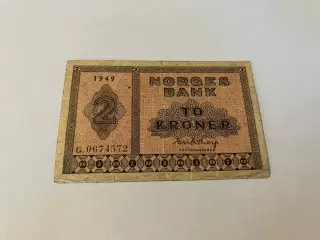 1949
NORGES
BANK
2
TO
KRONER
G.0674572